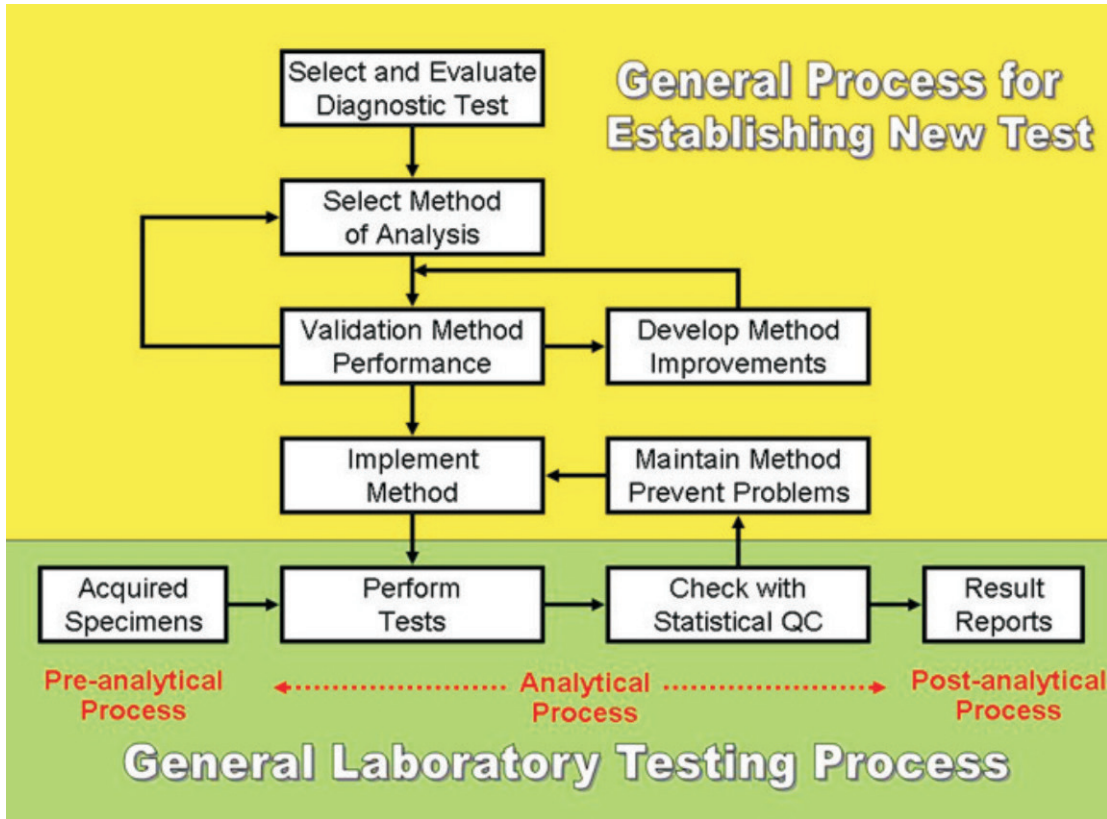 Select and Evaluate
Diagnostic Test
General Process for
Establishing New Test
Select Method
of Analysis
Validation Method
Performance
Develop Method
Improvements
Implement
Method
Maintain Method
Prevent Problems
Acquired
Specimens
Perform
Tests
Check with
Statistical QC
Result
Reports
Pre-analytical
Process
Analytical
Process
Post-analytical
Process
General Laboratory Testing Process